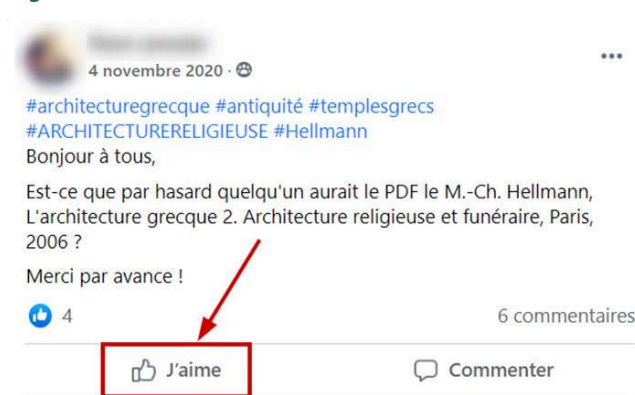 4 novembre 2020 ·
#architecturegrecque #antiquité #templesgrecs
#ARCHITECTURERELIGIEUSE #Hellmann
Bonjour à tous,
Est-ce que par hasard quelqu'un aurait le PDF le M.-Ch. Hellmann,
L'architecture grecque 2. Architecture religieuse et funéraire, Paris,
2006 ?
Merci par avance !
4 6 commentaires
J'aime Commenter